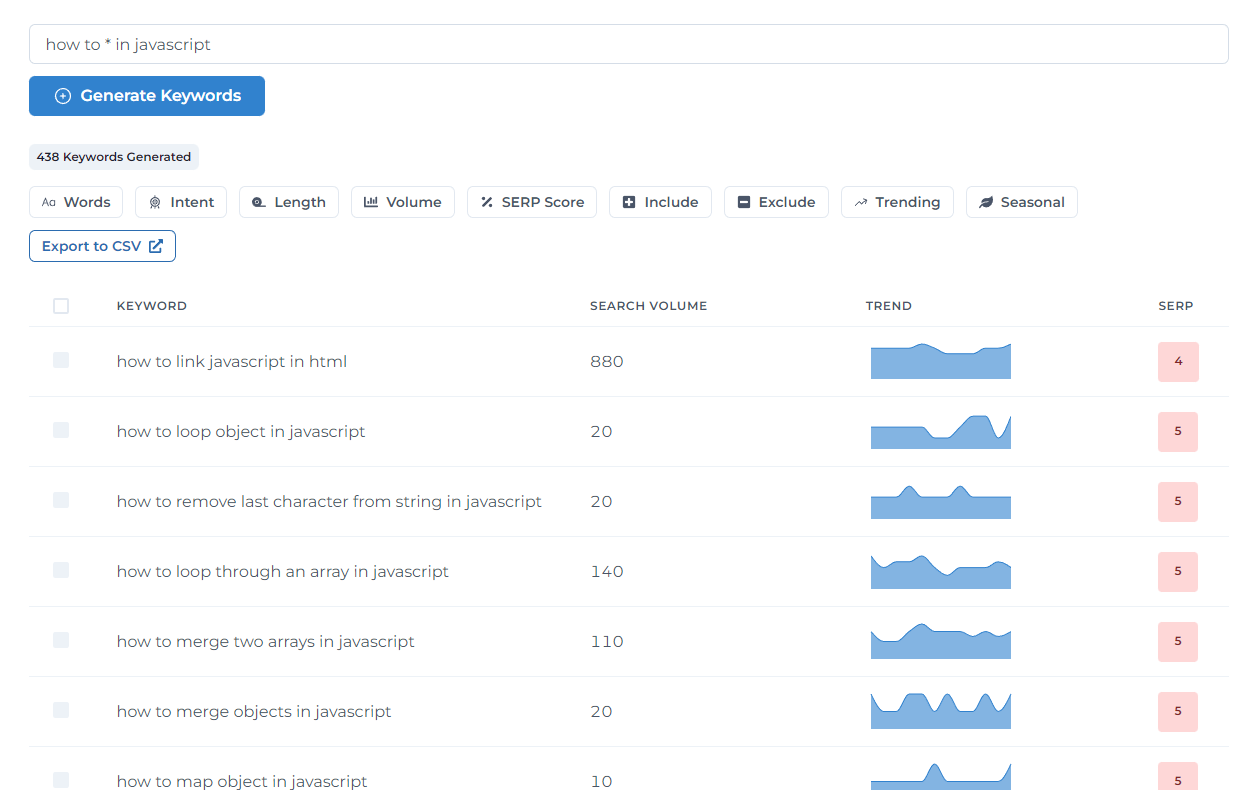 how to * in javascript
Generate Keywords
438 Keywords Generated
Aa Words Intent Length Volume SERP Score Include Exclude Trending Seasonal
Export to CSV
KEYWORD SEARCH VOLUME TREND SERP
how to link javascript in html 880 4
how to loop object in javascript 20 5
how to remove last character from string in javascript 20 5
how to loop through an array in javascript 140 5
how to merge two arrays in javascript 110 5
how to merge objects in javascript 20 5
how to map object in javascript 10 5